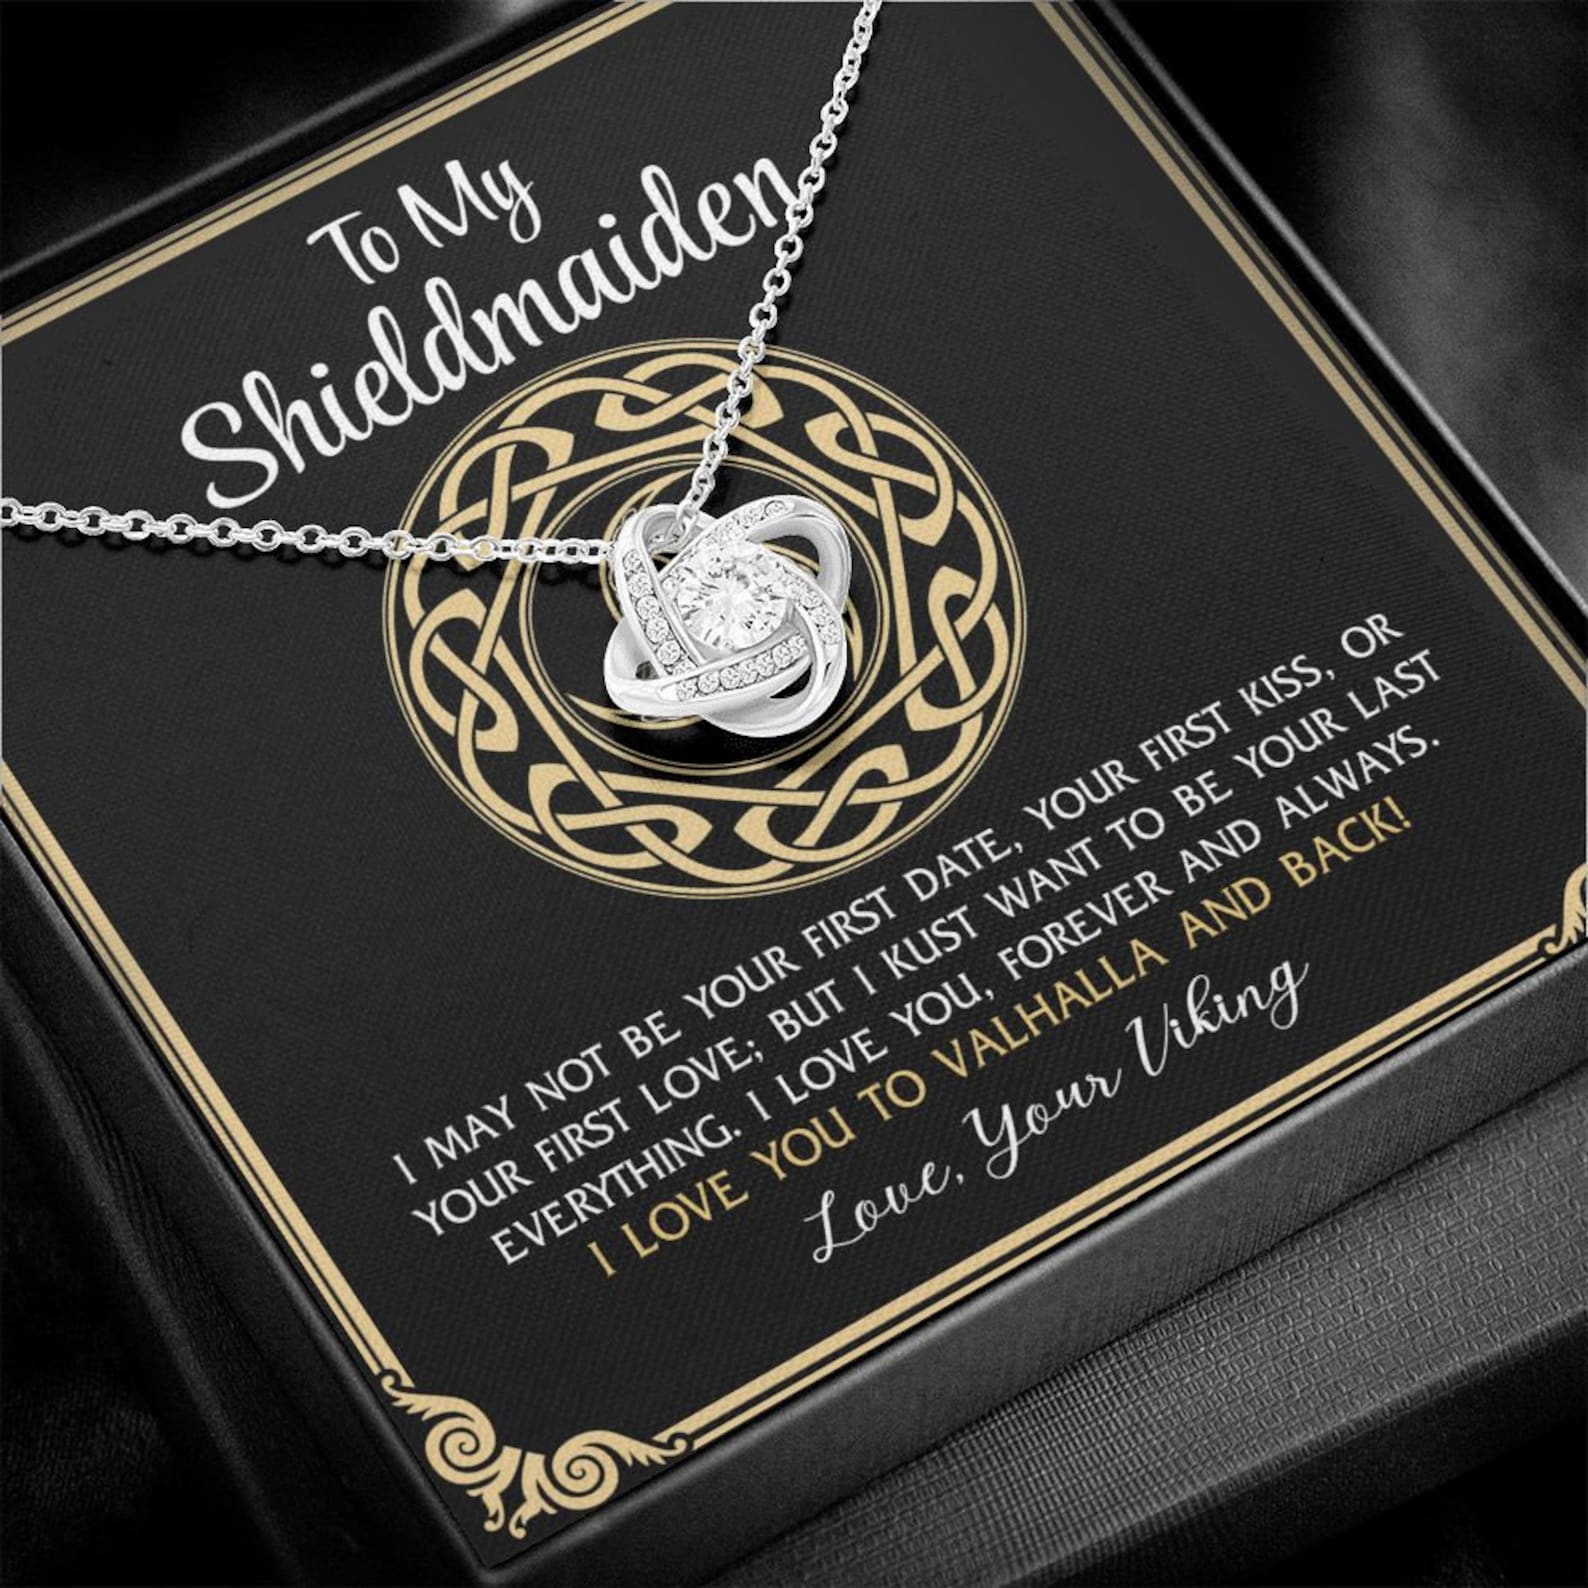 To My
Shieldmaiden
I MAY NOT BE YOUR FIRST DATE, YOUR FIRST KISS, OR
YOUR FIRST LOVE; BUT I KUST WANT TO BE YOUR LAST
EVERYTHING. I LOVE YOU, FOREVER AND ALWAYS.
I LOVE YOU TO VALHALLA AND BACK!
Love, Your Viking